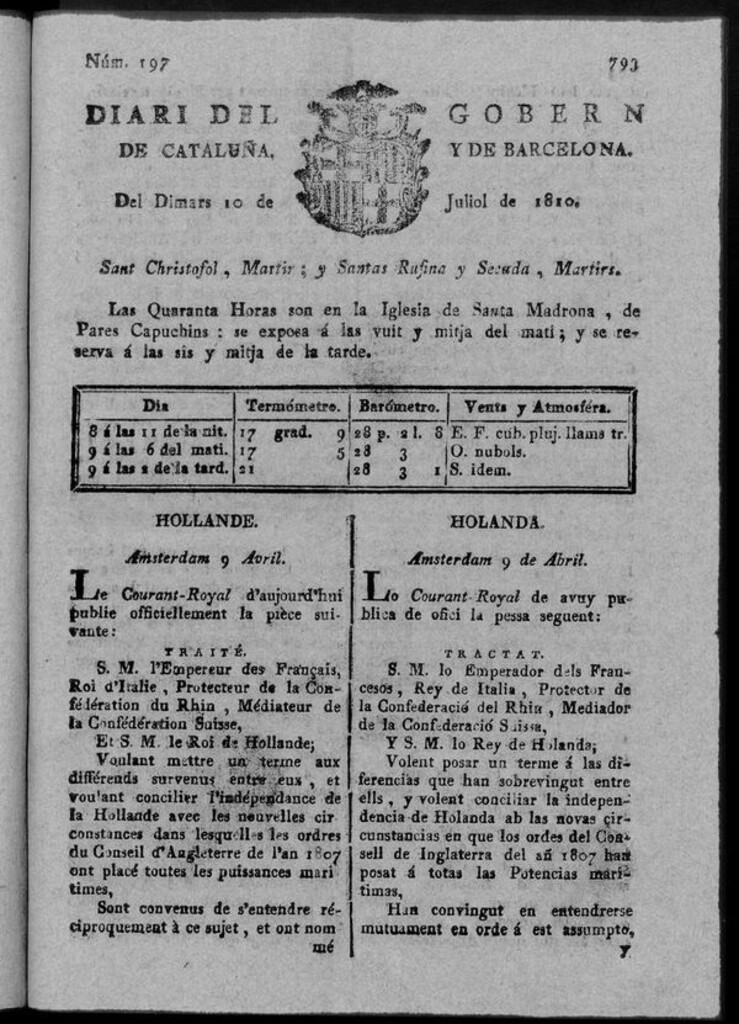 Núm. 197
793
DIARI DEL GOBERN
DE CATALUÑA, Y DE BARCELONA.
Del Dimars 10 de Juliol de 1810.
Sant Christofol, Martir; y Santas Rufina y Secuda, Martirs.
Las Quaranta Horas son en la Iglesia de Santa Madrona, de
Pares Capuchins: se exposa á las vuit y mitja del mati; y se re-
serva á las sis y mitja de la tarde.
Dia | Termómetro. | Barómetro. | Vents y Atmosféra.
8 á las 11 de la nit. | 17 grad. 9 | 28 p. 2 l. 8 | E. F. cub. pluj. llams tr.
9 á las 6 del mati. | 17 5 | 28 3 | O. nubols.
9 á las 2 de la tard. | 21 | 28 3 1 | S. idem.
HOLLANDE.
Amsterdam 9 Avril.
Le Courant-Royal d'aujourd'hui
publie officiellement la pièce sui-
vante:
TRAITÉ.
S. M. l'Empereur des Français,
Roi d'Italie, Protecteur de la Con-
fédération du Rhin, Médiateur de
la Confédération Suisse,
Et S. M. le Roi de Hollande;
Voulant mettre un terme aux
différends survenus entre eux, et
voulant concilier l'indépendance de
la Hollande avec les nouvelles cir
constances dans lesquelles les ordres
du Conseil d'Angleterre de l'an 1807
ont placé toutes les puissances mari
times,
Sont convenus de s'entendre ré-
ciproquement à ce sujet, et ont nom
mé
HOLANDA.
Amsterdam 9 de Abril.
Lo Courant-Royal de avuy pu-
blica de ofici la pessa seguent:
TRACTAT.
S. M. lo Emperador dels Fran-
cesos, Rey de Italia, Protector de
la Confederació del Rhin, Mediador
de la Confederació Suissa,
Y S. M. lo Rey de Holanda;
Volent posar un terme á las di-
ferencias que han sobrevingut entre
ells, y volent conciliar la indepen-
dencia de Holanda ab las novas cir-
cunstancias en que los ordes del Con-
sell de Inglaterra del añ 1807 han
posat á totas las Potencias mari-
timas,
Han convingut en entendrerse
mutuament en orde á est assumpto,
y